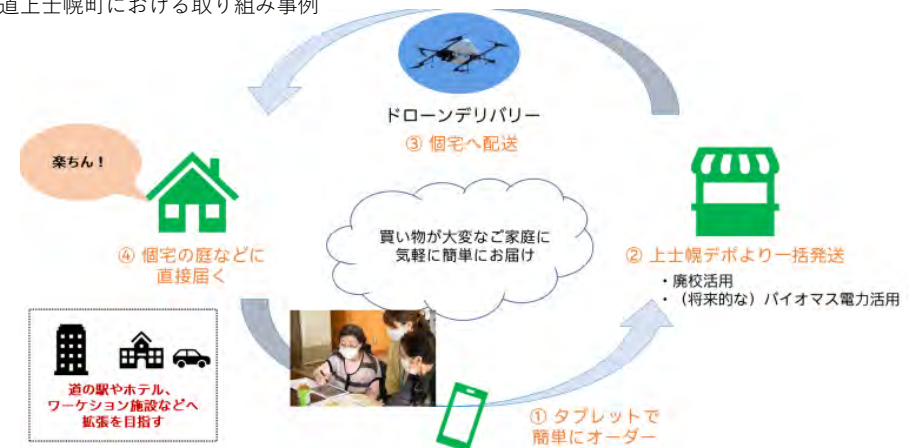 道上士幌町における取り組み事例
ドローンデリバリー
③ 個宅へ配送
楽ちん！
買い物が大変なご家庭に
気軽に簡単にお届け
④ 個宅の庭などに
直接届く
② 上士幌デポより一括発送
・廃校活用
・（将来的な）バイオマス電力活用
道の駅やホテル、
ワーケション施設などへ
拡張を目指す
① タブレットで
簡単にオーダー